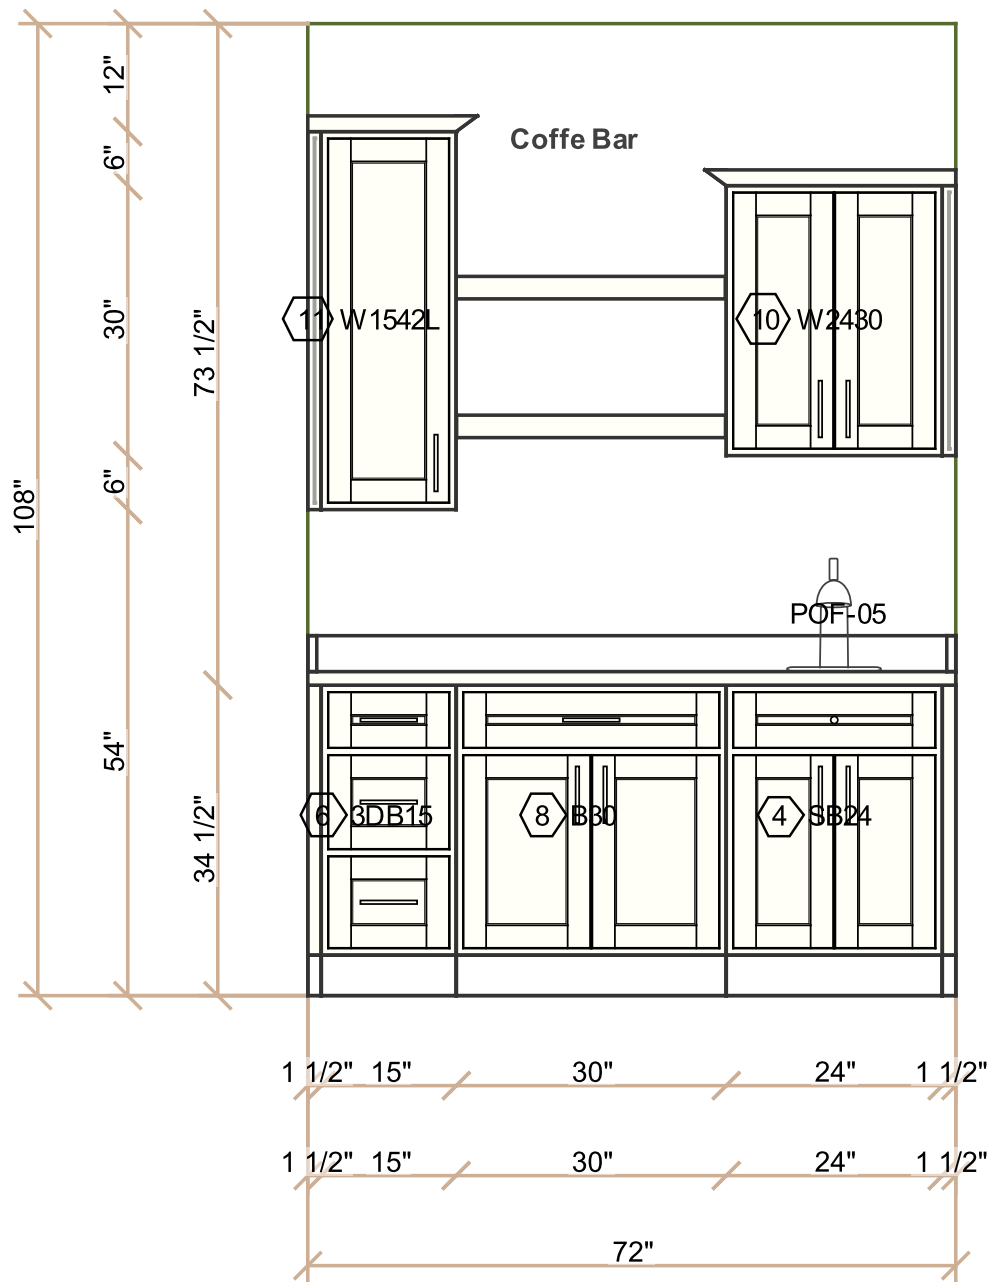 12"
Coffe Bar
6"
30"
73 1/2"
11 W1542L
10 W2430
6"
108"
POF-05
54"
34 1/2"
6 3DB15
8 B30
4 SB24
1 1/2" 15" 30" 24" 1 1/2"
1 1/2" 15" 30" 24" 1 1/2"
72"